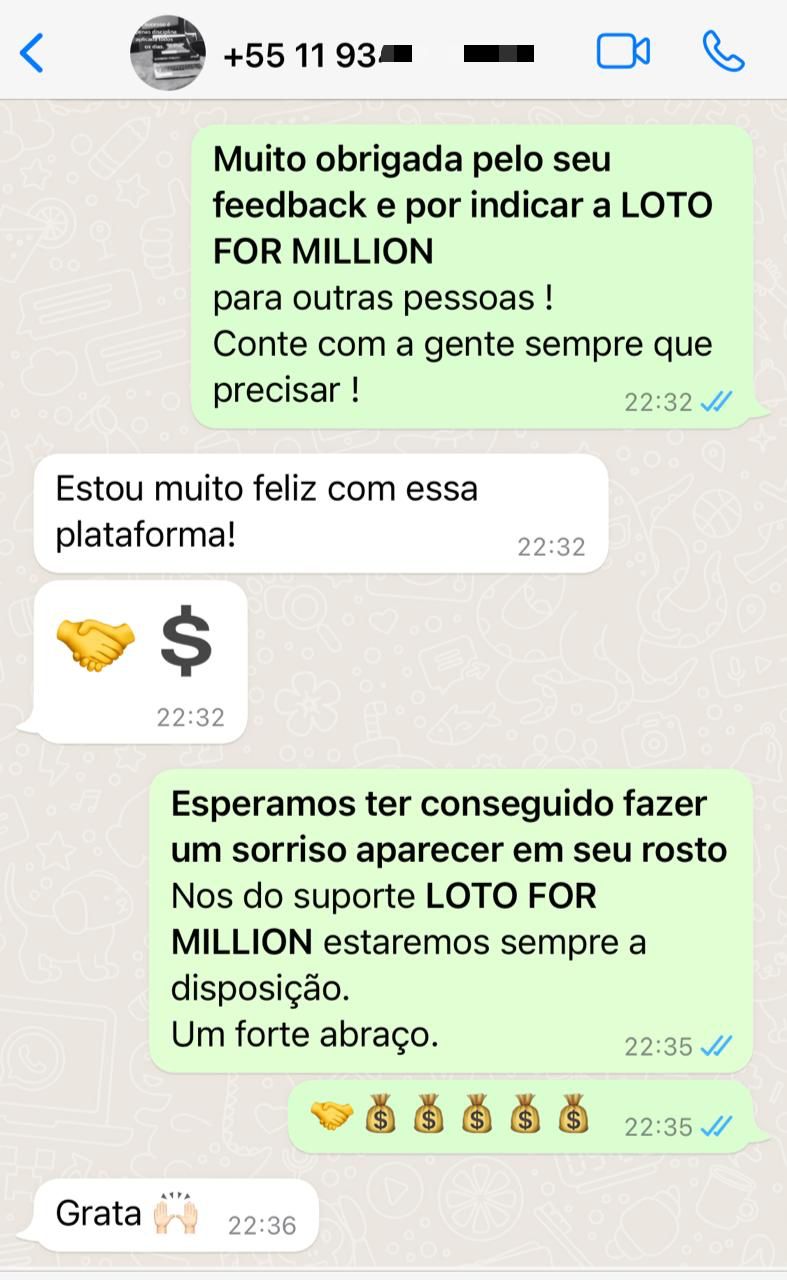 +55 11 93
Muito obrigada pelo seu
feedback e por indicar a LOTO
FOR MILLION
para outras pessoas !
Conte com a gente sempre que
precisar !
22:32
Estou muito feliz com essa
plataforma!
22:32
🤝 $
22:32
Esperamos ter conseguido fazer
um sorriso aparecer em seu rosto
Nos do suporte LOTO FOR
MILLION estaremos sempre a
disposição.
Um forte abraço.
22:35
🤝💰💰💰💰💰 22:35
Grata 🙌🏻 22:36